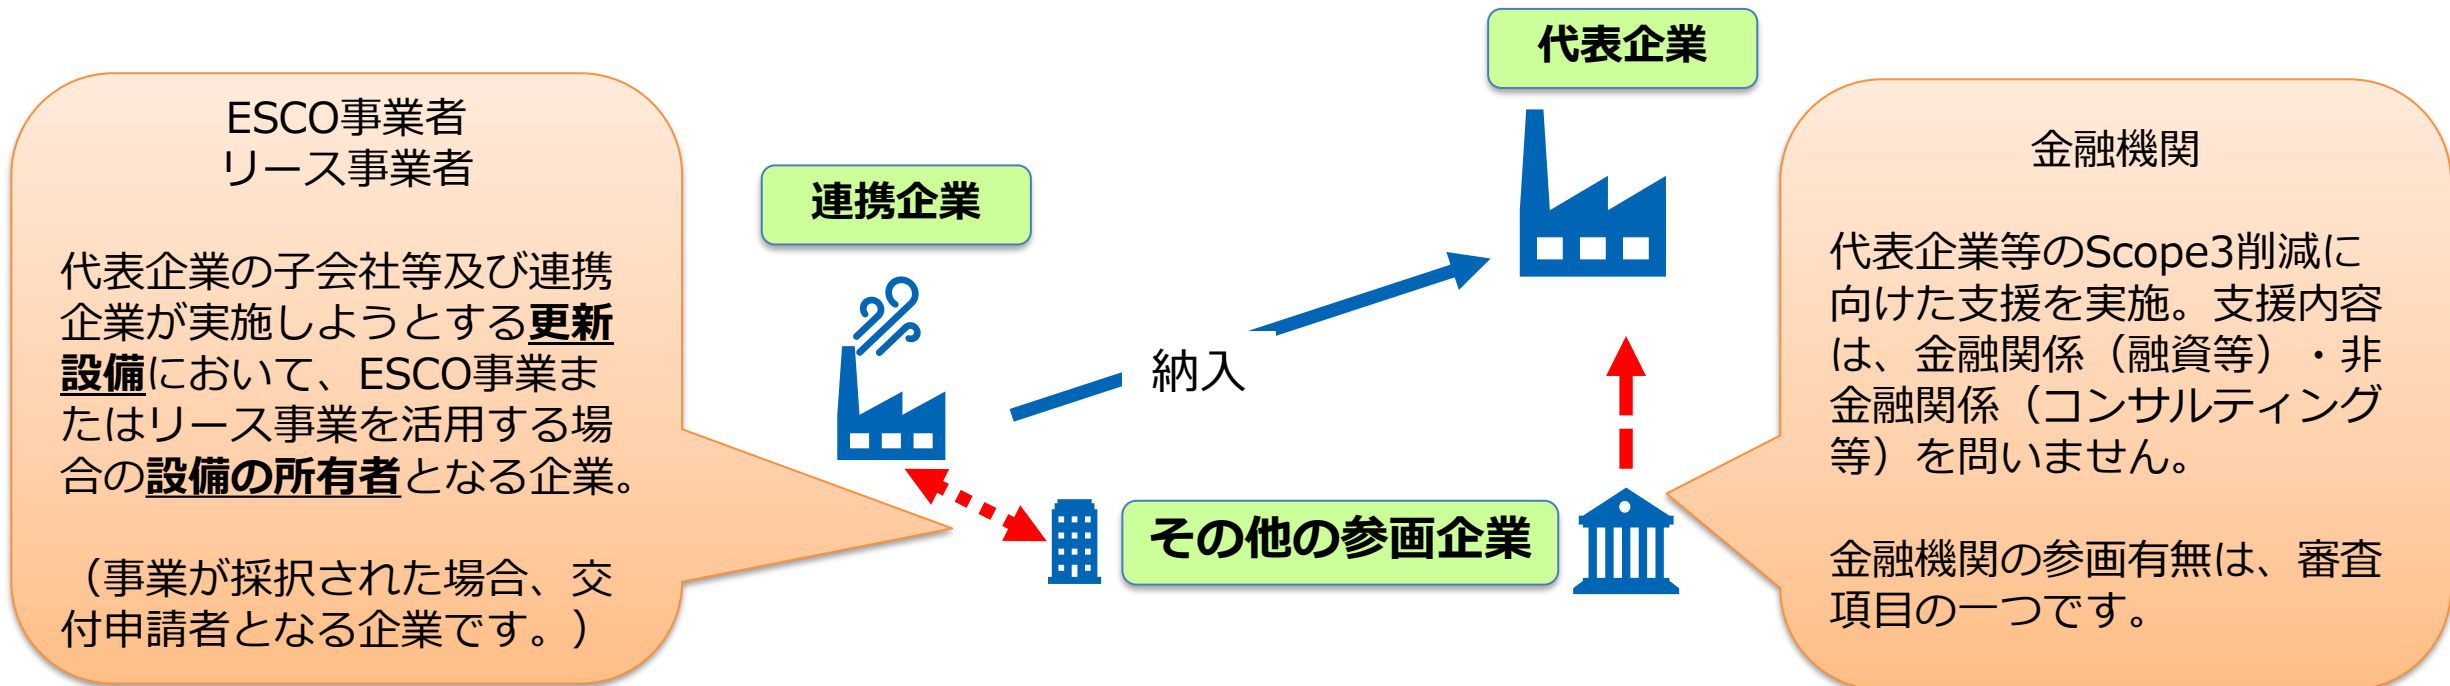 代表企業
連携企業
ESCO事業者
リース事業者
代表企業の子会社等及び連携
企業が実施しようとする更新
設備において、ESCO事業ま
たはリース事業を活用する場
合の設備の所有者となる企業。
（事業が採択された場合、交
付申請者となる企業です。）
納入
その他の参画企業
金融機関
代表企業等のScope3削減に
向けた支援を実施。支援内容
は、金融関係（融資等）・非
金融関係（コンサルティング
等）を問いません。
金融機関の参画有無は、審査
項目の一つです。